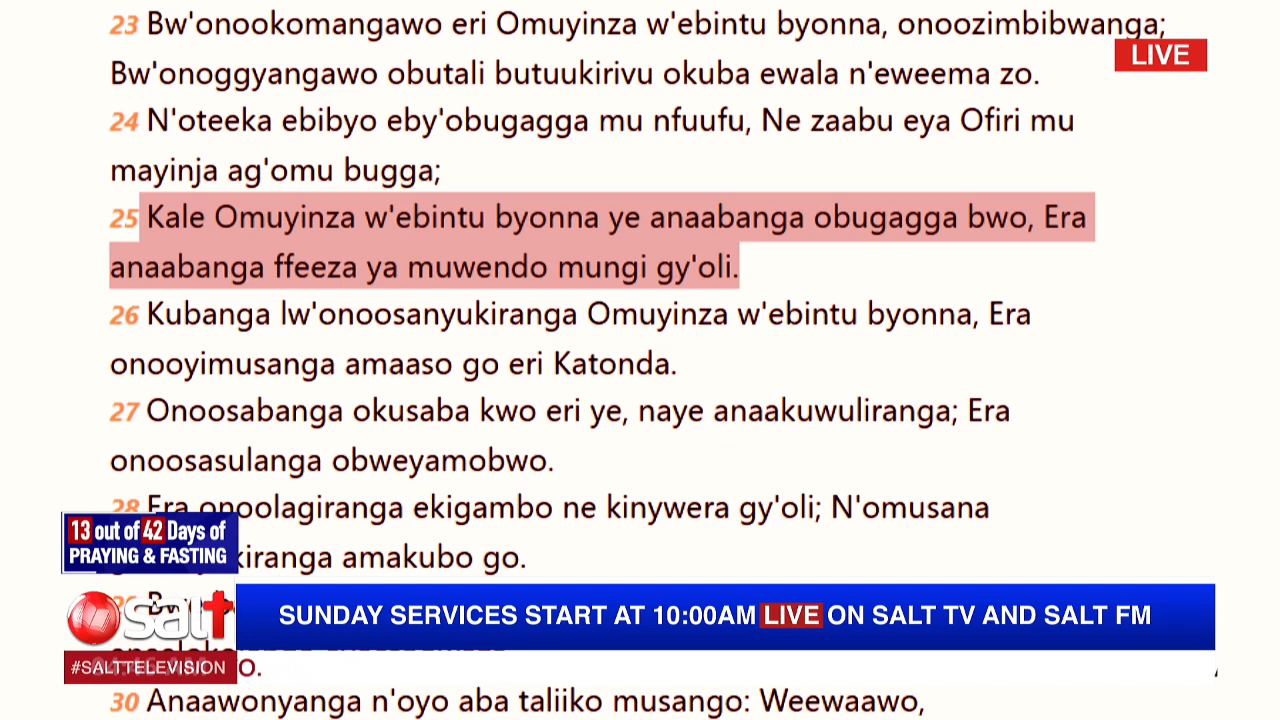 23 Bw'onookomangawo eri Omuyinza w'ebintu byonna, onoozimbibwanga;
LIVE
Bw'onoggyangawo obutali butuukirivu okuba ewala n'eweema zo.
24 N'oteeka ebibyo eby'obugagga mu nfuufu, Ne zaabu eya Ofiri mu
mayinja ag'omu bugga;
25 Kale Omuyinza w'ebintu byonna ye anaabanga obugagga bwo, Era
anaabanga ffeeza ya muwendo mungi gy'oli.
26 Kubanga lw'onoosanyukiranga Omuyinza w'ebintu byonna, Era
onooyimusanga amaaso go eri Katonda.
27 Onoosabanga okusaba kwo eri ye, naye anaakuwuliranga; Era
onoosasulanga obweyamobwo.
28 Era onoolagiranga ekigambo ne kinywera gy'oli; N'omusana
amakubo go.
13 out of 42 Days of
PRAYING & FASTING
salt
SUNDAY SERVICES START AT 10:00AM LIVE ON SALT TV AND SALT FM
#SALTTELEVISION
30 Anaawonyanga n'oyo aba taliiko musango: Weewaawo,